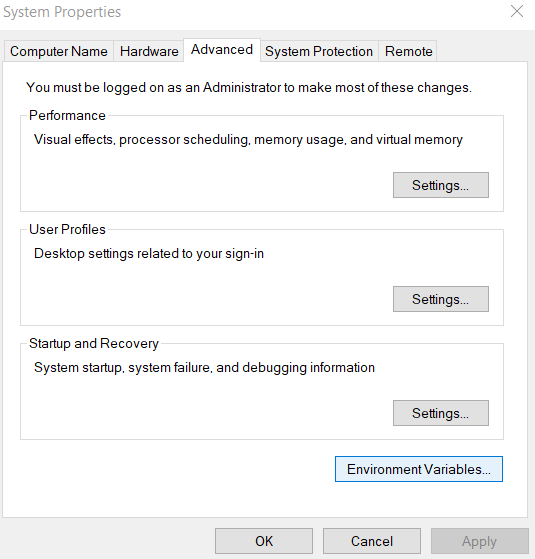 System Properties
Computer Name Hardware Advanced System Protection Remote
You must be logged on as an Administrator to make most of these changes.
Performance
Visual effects, processor scheduling, memory usage, and virtual memory
Settings...
User Profiles
Desktop settings related to your sign-in
Settings...
Startup and Recovery
System startup, system failure, and debugging information
Settings...
Environment Variables...
OK Cancel Apply